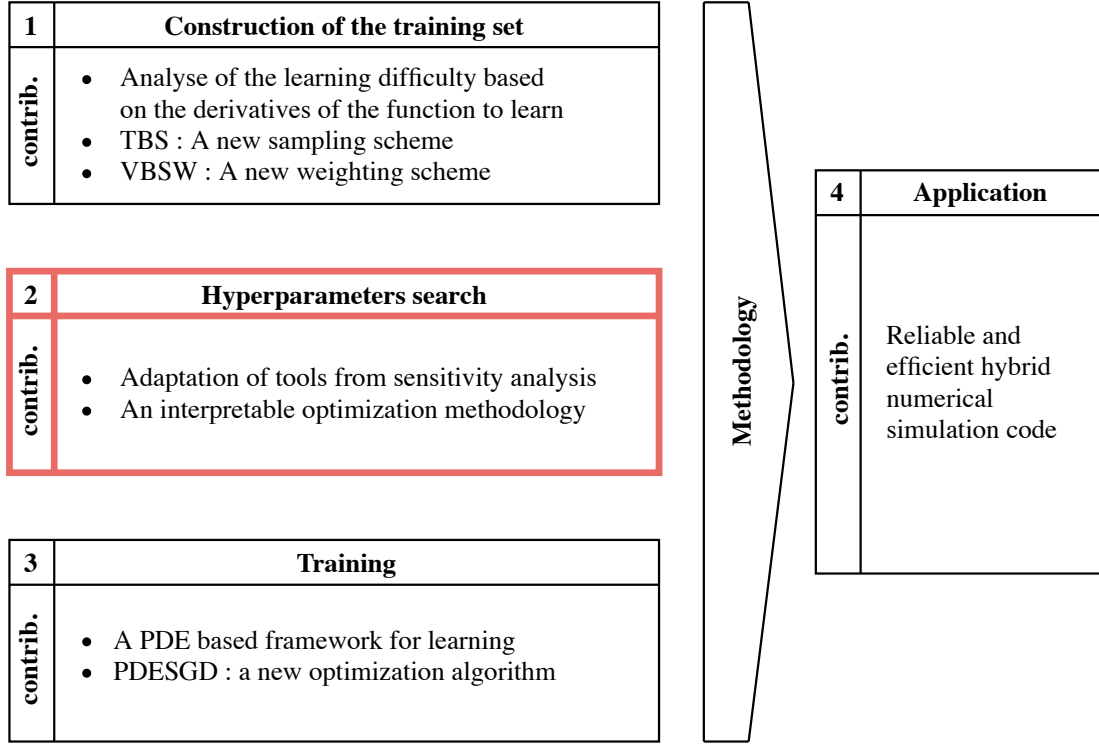 1 Construction of the training set
contrib.
• Analyse of the learning difficulty based
on the derivatives of the function to learn
• TBS : A new sampling scheme
• VBSW : A new weighting scheme
2 Hyperparameters search
contrib.
• Adaptation of tools from sensitivity analysis
• An interpretable optimization methodology
3 Training
contrib.
• A PDE based framework for learning
• PDESGD : a new optimization algorithm
Methodology
4 Application
contrib.
Reliable and
efficient hybrid
numerical
simulation code